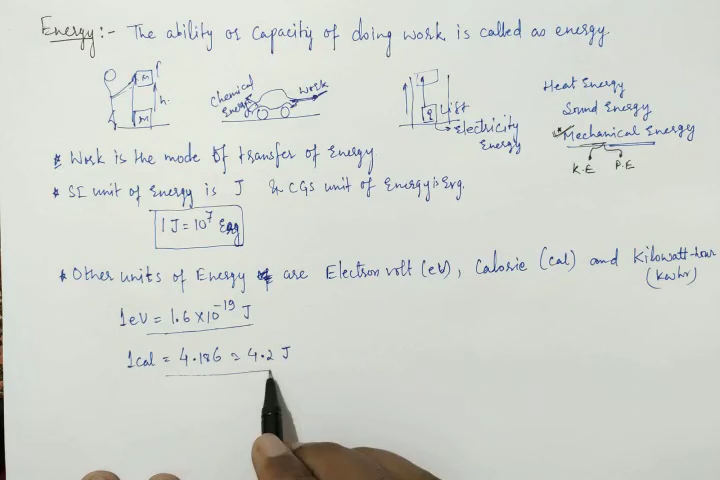 Energy:- The ability or capacity of doing work is called as energy.
m
h.
m
Chemical
Energy
work
Lift
Electricity
Energy
Heat Energy
Sound Energy
Mechanical Energy
K.E P.E
* Work is the mode of transfer of Energy
* SI unit of Energy is J & CGS unit of Energy is Erg.
1 J = 10⁷ Erg
* Other units of Energy are Electron volt (eV), Calorie (Cal) and Kilowatt-hour
(kwhr)
1eV = 1.6 × 10⁻¹⁹ J
1cal = 4.186 ≈ 4.2 J